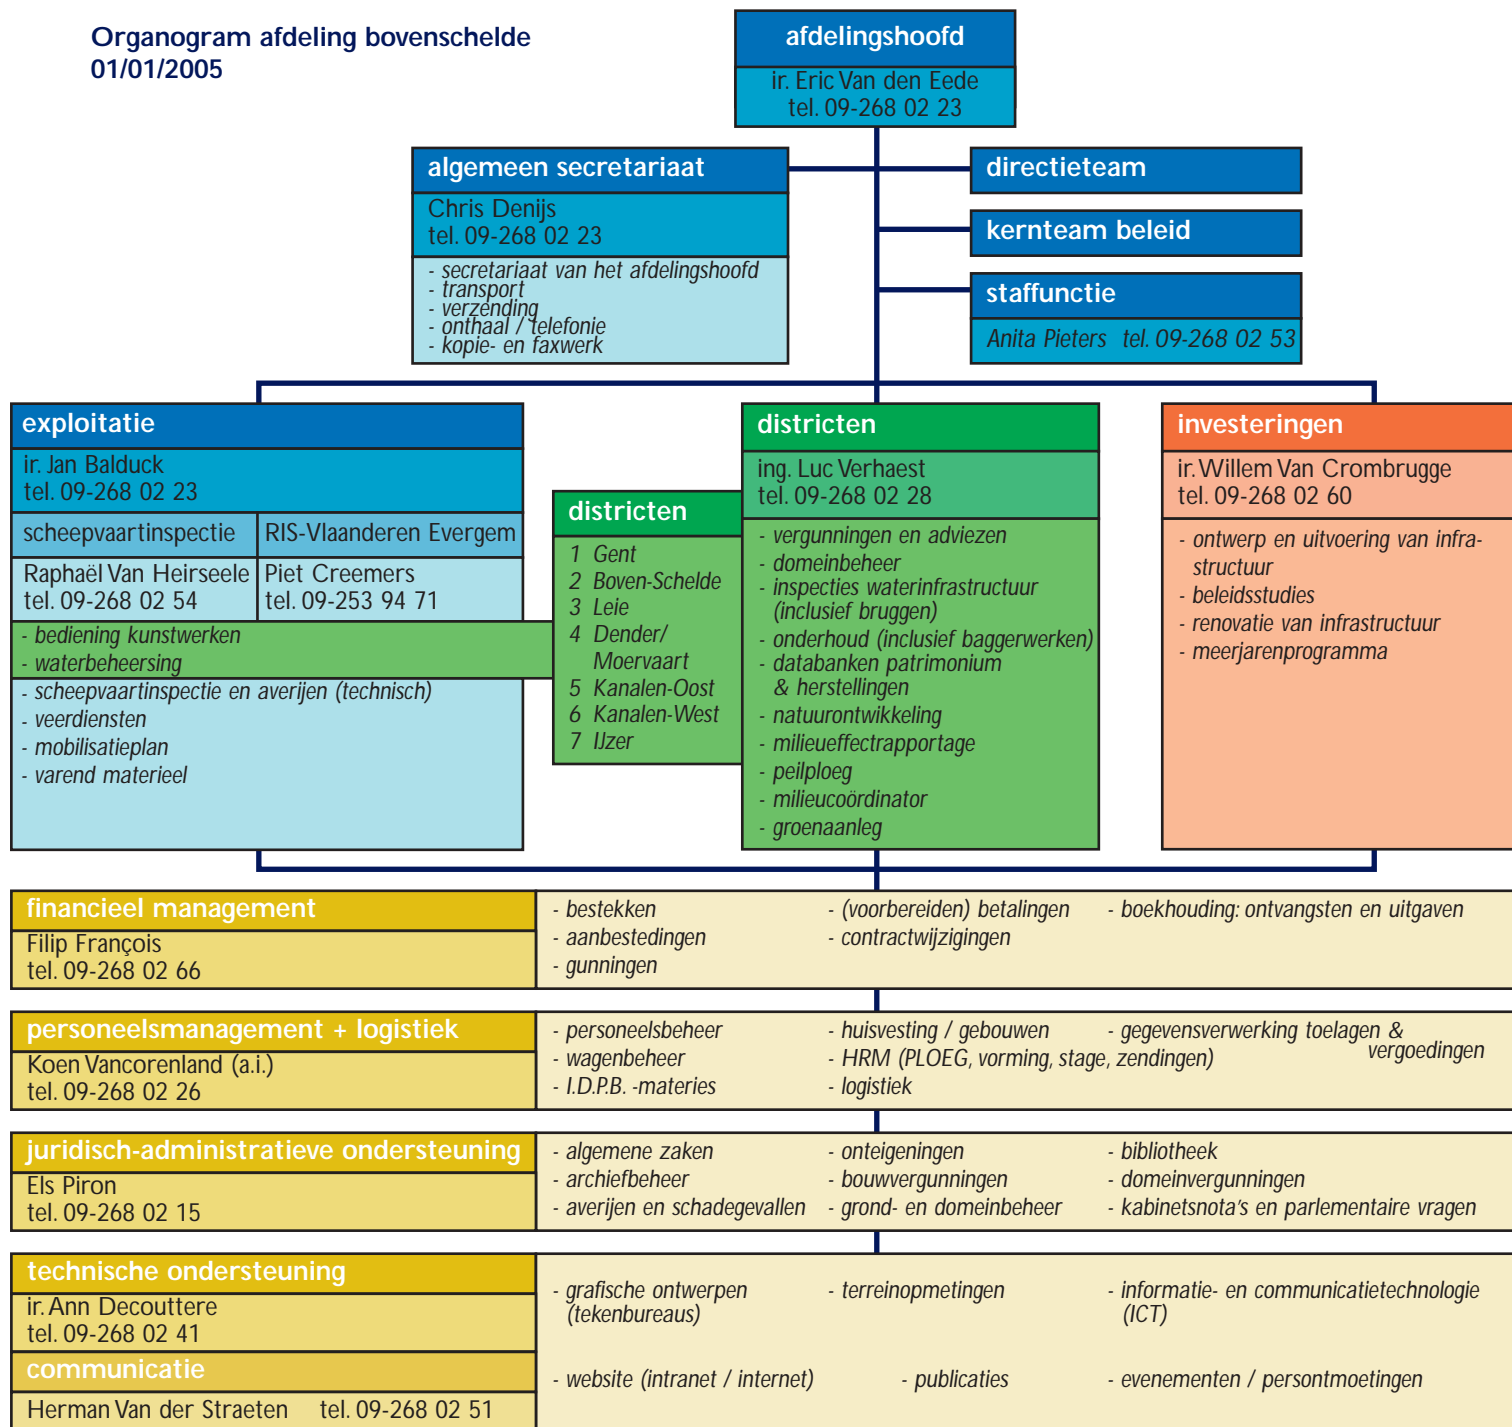 Organogram afdeling bovenschelde
01/01/2005
afdelingshoofd
ir. Eric Van den Eede
tel. 09-268 02 23
algemeen secretariaat
Chris Denijs
tel. 09-268 02 23
- secretariaat van het afdelingshoofd
- transport
- verzending
- onthaal / telefonie
- kopie- en faxwerk
directieteam
kernteam beleid
staffunctie
Anita Pieters tel. 09-268 02 53
exploitatie
ir. Jan Balduck
tel. 09-268 02 23
scheepvaartinspectie
Raphaël Van Heirseele
tel. 09-268 02 54
RIS-Vlaanderen Evergem
Piet Creemers
tel. 09-253 94 71
- bediening kunstwerken
- waterbeheersing
- scheepvaartinspectie en averijen (technisch)
- veerdiensten
- mobilisatieplan
- varend materieel
districten
1 Gent
2 Boven-Schelde
3 Leie
4 Dender/
Moervaart
5 Kanalen-Oost
6 Kanalen-West
7 IJzer
districten
ing. Luc Verhaest
tel. 09-268 02 28
- vergunningen en adviezen
- domeinbeheer
- inspecties waterinfrastructuur
(inclusief bruggen)
- onderhoud (inclusief baggerwerken)
- databanken patrimonium
& herstellingen
- natuurontwikkeling
- milieueffectrapportage
- peilploeg
- milieucoördinator
- groenaanleg
investeringen
ir. Willem Van Crombrugge
tel. 09-268 02 60
- ontwerp en uitvoering van infra-
structuur
- beleidsstudies
- renovatie van infrastructuur
- meerjarenprogramma
financieel management
Filip François
tel. 09-268 02 66
- bestekken
- aanbestedingen
- gunningen
- (voorbereiden) betalingen
- contractwijzigingen
- boekhouding: ontvangsten en uitgaven
personeelsmanagement + logistiek
Koen Vancorenland (a.i.)
tel. 09-268 02 26
- personeelsbeheer
- wagenbeheer
- I.D.P.B. -materies
- huisvesting / gebouwen
- HRM (PLOEG, vorming, stage, zendingen)
- logistiek
- gegevensverwerking toelagen &
vergoedingen
juridisch-administratieve ondersteuning
Els Piron
tel. 09-268 02 15
- algemene zaken
- archiefbeheer
- averijen en schadegevallen
- onteigeningen
- bouwvergunningen
- grond- en domeinbeheer
- bibliotheek
- domeinvergunningen
- kabinetsnota's en parlementaire vragen
technische ondersteuning
ir. Ann Decouttere
tel. 09-268 02 41
- grafische ontwerpen
(tekenbureaus)
- terreinopmetingen
- informatie- en communicatietechnologie
(ICT)
communicatie
Herman Van der Straeten tel. 09-268 02 51
- website (intranet / internet)
- publicaties
- evenementen / persontmoetingen